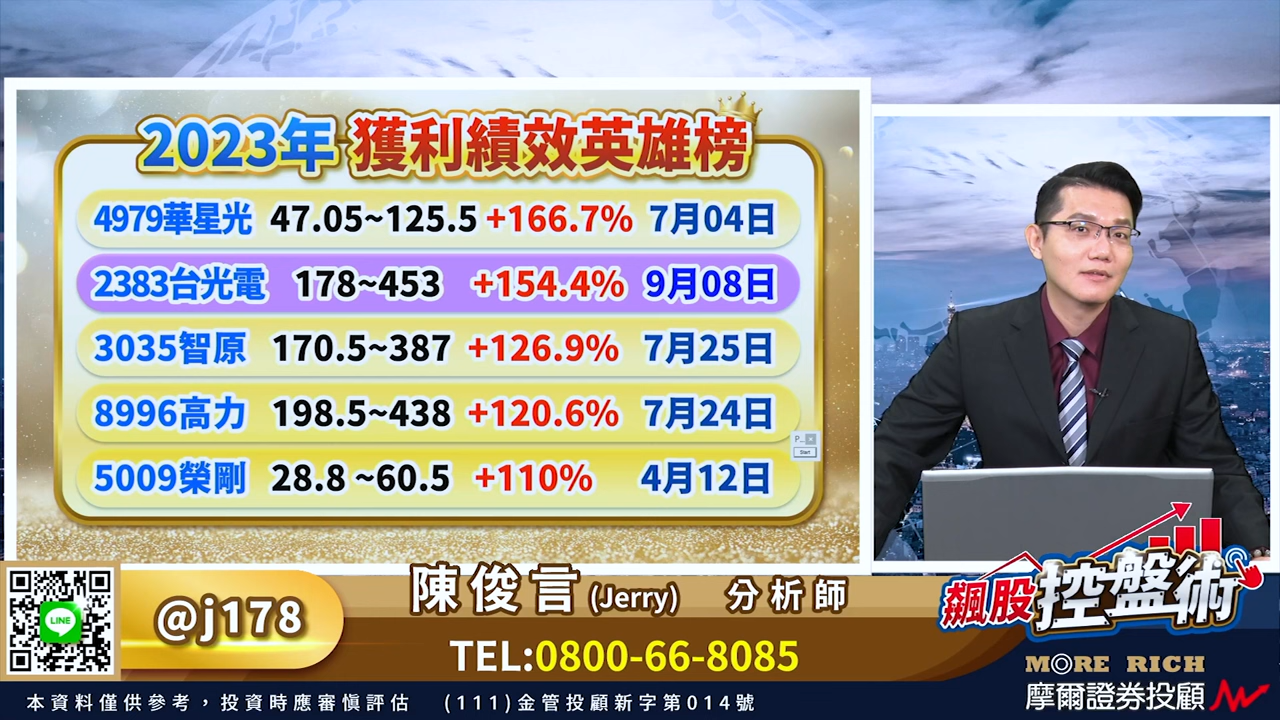 2023年 獲利績效英雄榜
4979華星光 47.05~125.5 +166.7% 7月04日
2383台光電 178~453 +154.4% 9月08日
3035智原 170.5~387 +126.9% 7月25日
8996高力 198.5~438 +120.6% 7月24日
5009榮剛 28.8~60.5 +110% 4月12日
P...
Start
LINE
@j178
陳俊言(Jerry) 分析師
TEL:0800-66-8085
飆股控盤術
MORE RICH
摩爾證券投顧
本資料僅供參考，投資時應審慎評估 (111)金管投顧新字第014號